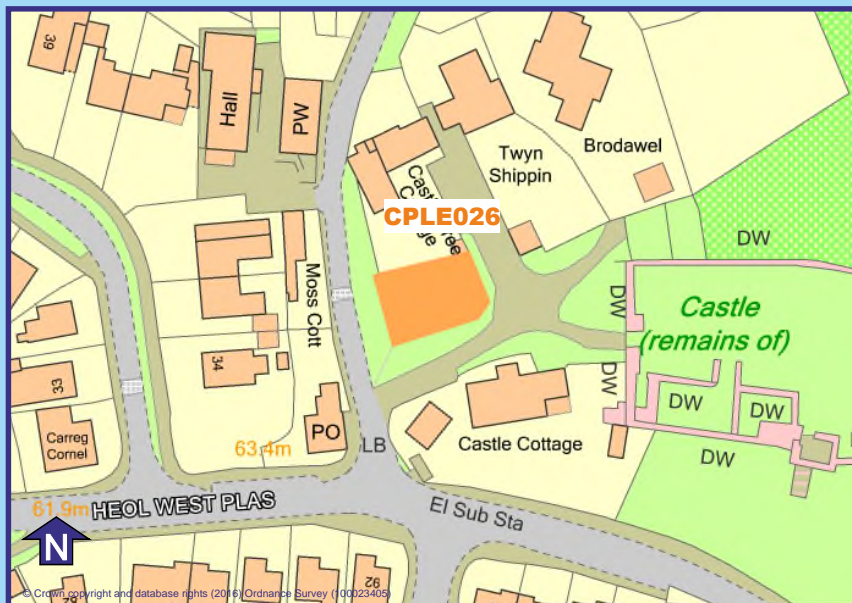 39
Hall
PW
Twyn
Shippin
Brodawel
CPLE026
DW
DW
Castle
(remains of)
Moss Cott
34
33
DW
DW
DW
DW
PO
Castle Cottage
Carreg
Cornel
63.4m
LB
61.9m
HEOL WEST PLAS
El Sub Sta
N
92
© Crown copyright and database rights (2016) Ordnance Survey (100023405)